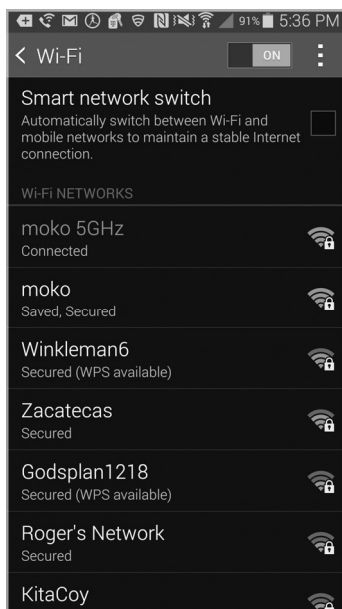 91% 5:36 PM
Wi-Fi ON
Smart network switch
Automatically switch between Wi-Fi and
mobile networks to maintain a stable Internet
connection.
Wi-Fi NETWORKS
moko 5GHz
Connected
moko
Saved, Secured
Winkleman6
Secured (WPS available)
Zacatecas
Secured
Godsplan1218
Secured (WPS available)
Roger's Network
Secured
KitaCoy